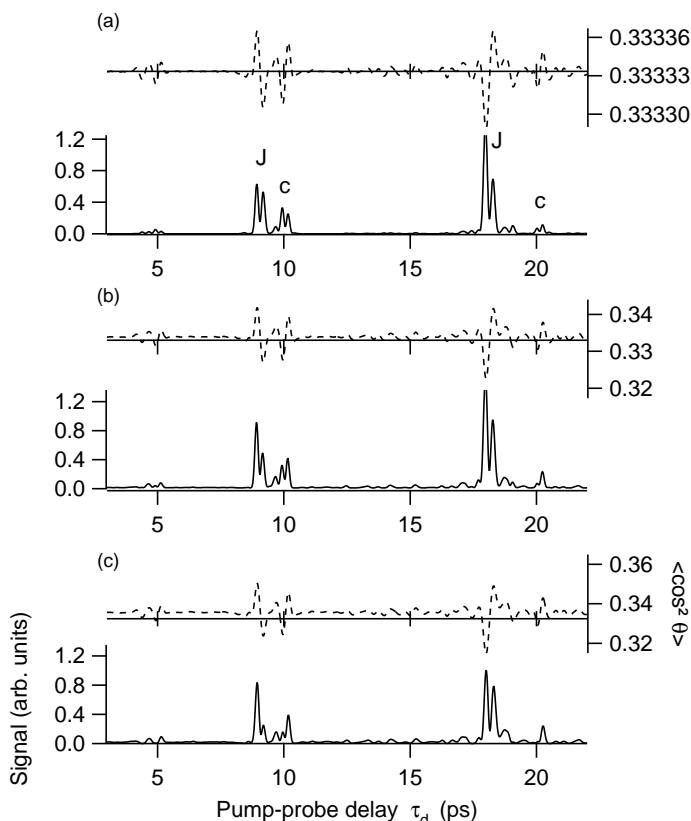 (a)
0.33336
0.33333
0.33330
1.2
0.8
0.4
0.0
J
c
J
c
5 10 15 20
(b)
0.34
0.33
0.32
1.2
0.8
0.4
0.0
5 10 15 20
(c)
0.36
0.34
0.32
<cos² θ>
1.2
0.8
0.4
0.0
Signal (arb. units)
5 10 15 20
Pump-probe delay τd (ps)